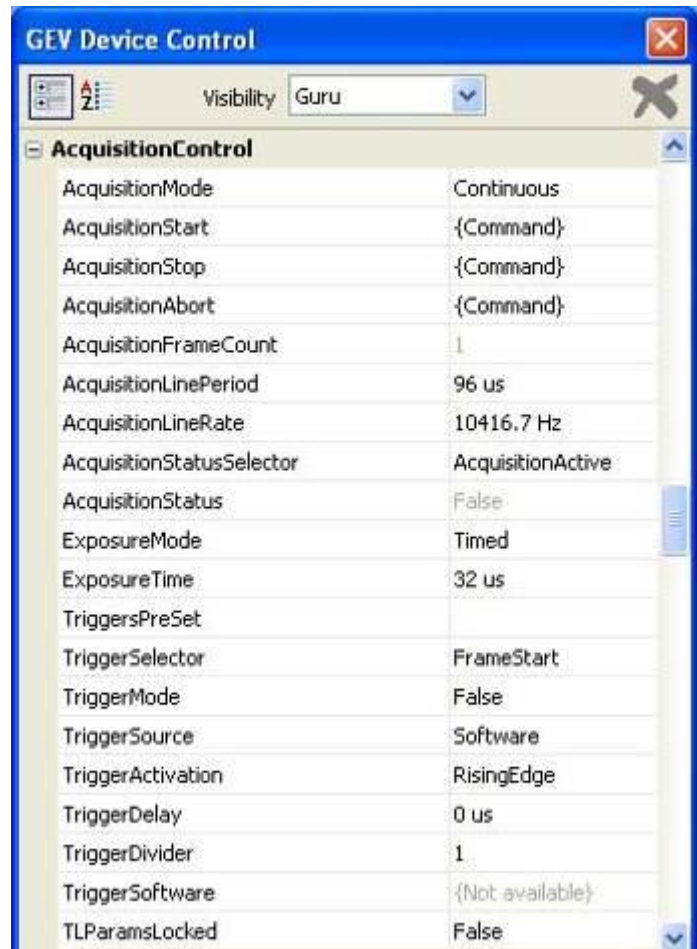 GEV Device Control
Visibility Guru
AcquisitionControl
AcquisitionMode Continuous
AcquisitionStart {Command}
AcquisitionStop {Command}
AcquisitionAbort {Command}
AcquisitionFrameCount 1
AcquisitionLinePeriod 96 us
AcquisitionLineRate 10416.7 Hz
AcquisitionStatusSelector AcquisitionActive
AcquisitionStatus False
ExposureMode Timed
ExposureTime 32 us
TriggersPreSet
TriggerSelector FrameStart
TriggerMode False
TriggerSource Software
TriggerActivation RisingEdge
TriggerDelay 0 us
TriggerDivider 1
TriggerSoftware {Not available}
TLParamsLocked False